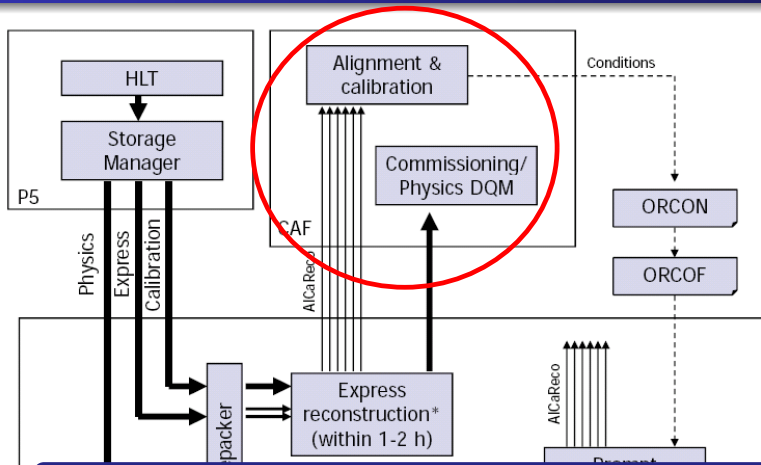 HLT
Storage
Manager
P5
Alignment &
calibration
Commissioning/
Physics DQM
CAF
Conditions
ORCON
ORCOF
Physics
Express
Calibration
AlCaReco
Express
reconstruction*
(within 1-2 h)
AlCaReco